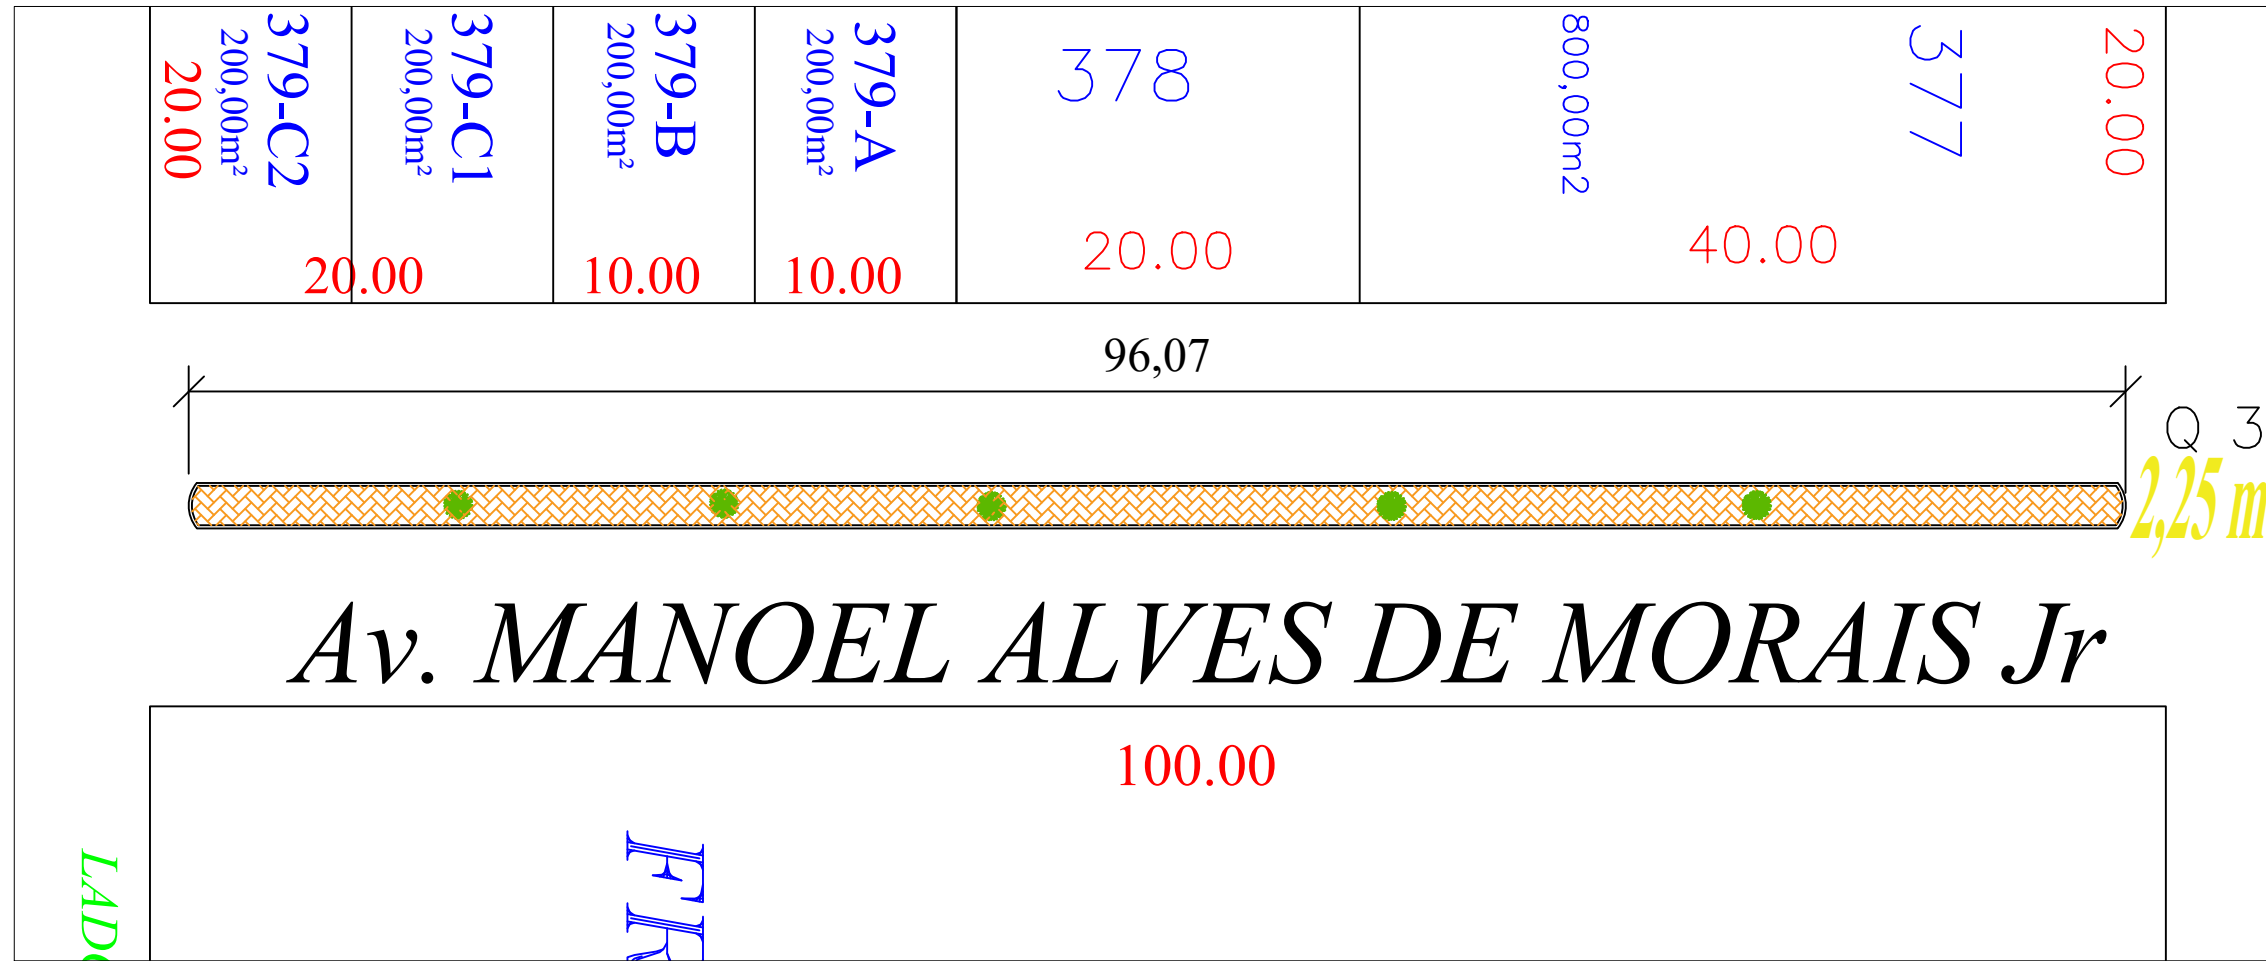 379-C2
200,00m²
20.00
379-C1
200,00m²
379-B
200,00m²
379-A
200,00m²
378
800,00m2
377
20.00
20.00
10.00
10.00
20.00
40.00
96,07
Q 3
2,25 m
Av. MANOEL ALVES DE MORAIS Jr
100.00